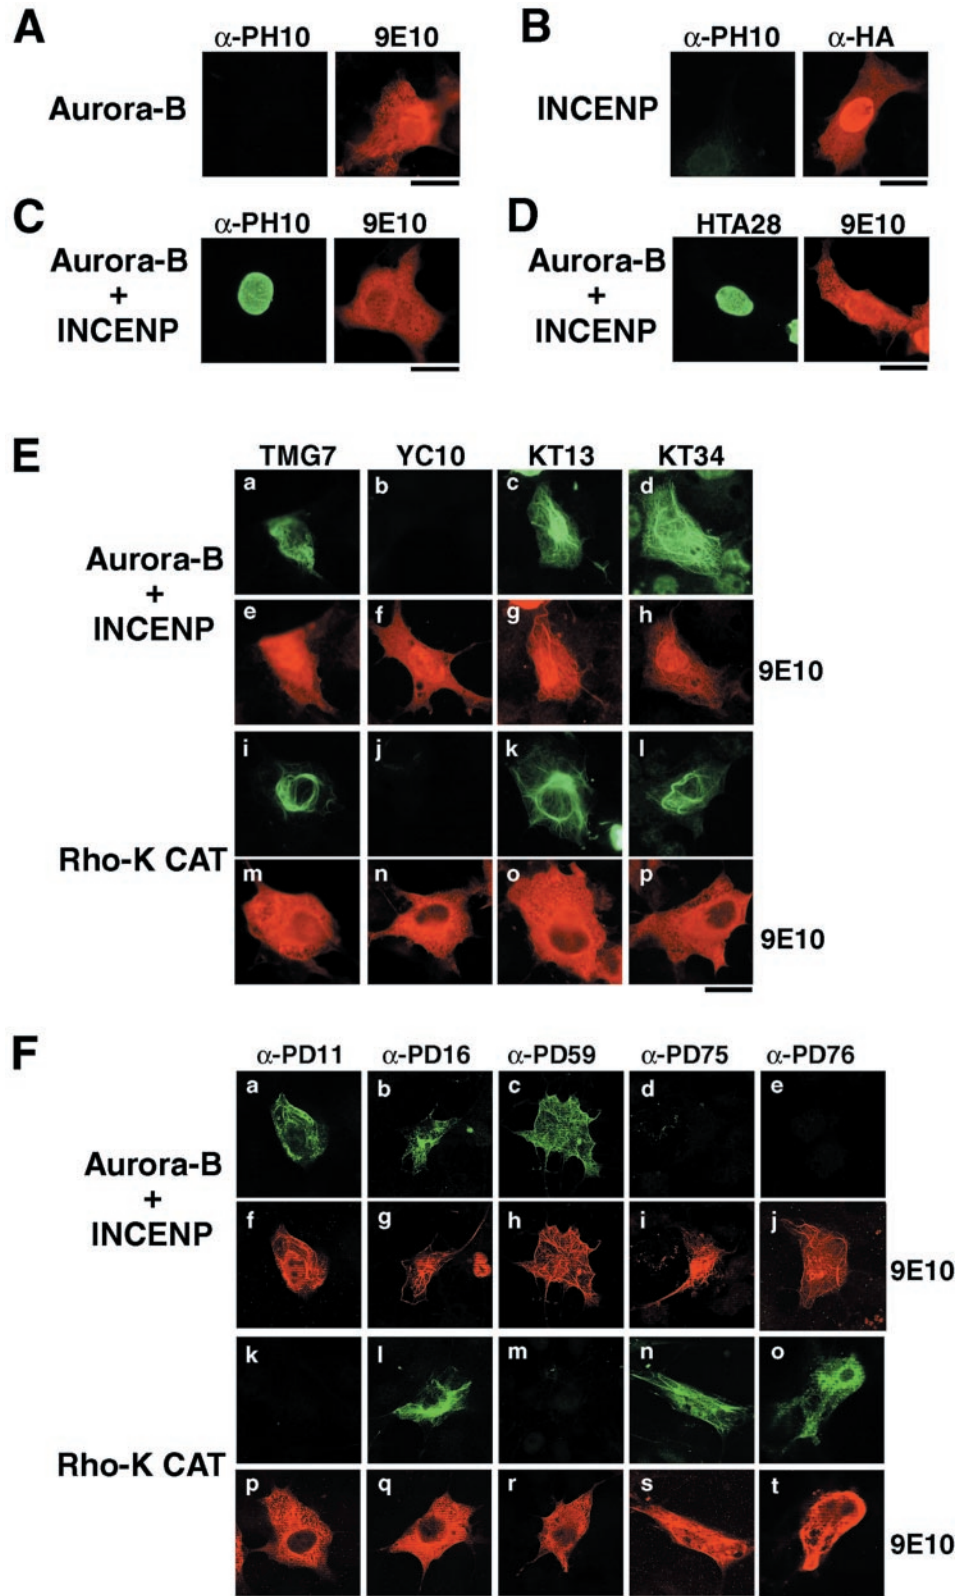 A
α-PH10 9E10
Aurora-B
B
α-PH10 α-HA
INCENP
C
α-PH10 9E10
Aurora-B
+
INCENP
D
HTA28 9E10
Aurora-B
+
INCENP
E
TMG7 YC10 KT13 KT34
a b c d
Aurora-B
+
INCENP
e f g h
9E10
i j k l
Rho-K CAT
m n o p
9E10
F
α-PD11 α-PD16 α-PD59 α-PD75 α-PD76
a b c d e
Aurora-B
+
INCENP
f g h i j
9E10
k l m n o
Rho-K CAT
p q r s t
9E10